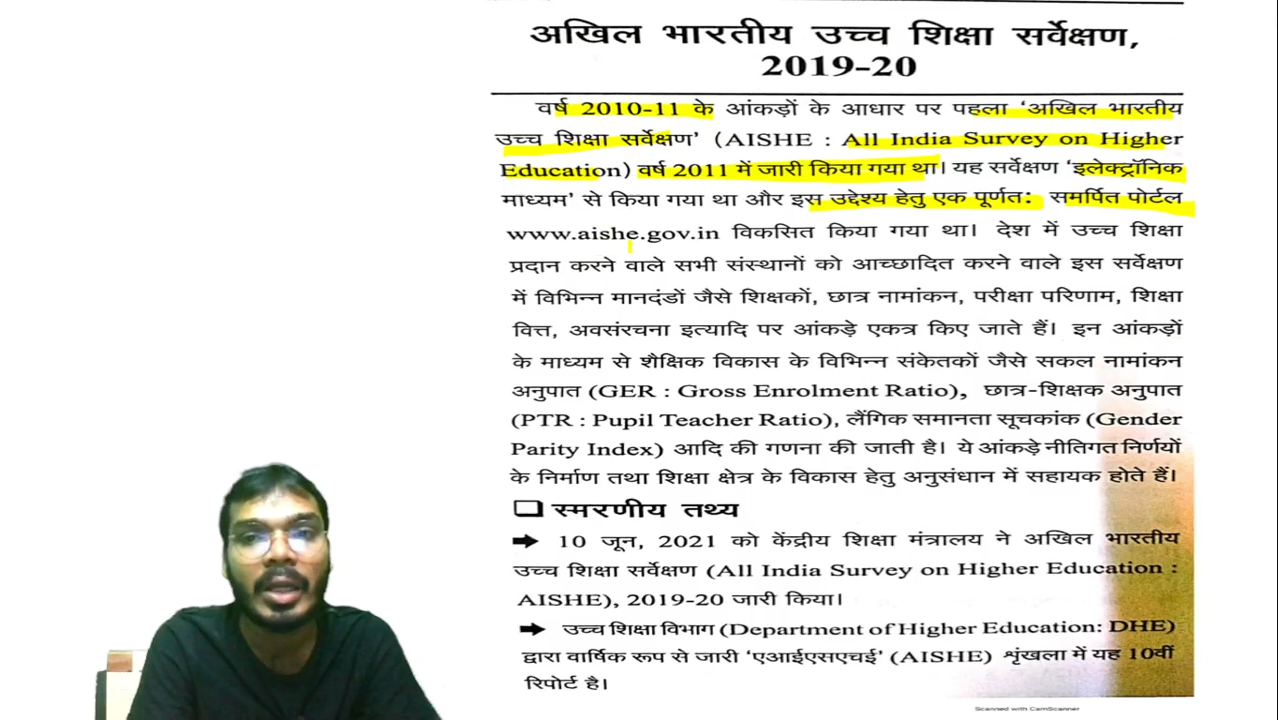 अखिल भारतीय उच्च शिक्षा सर्वेक्षण,
2019-20
वर्ष 2010-11 के आंकड़ों के आधार पर पहला ‘अखिल भारतीय
उच्च शिक्षा सर्वेक्षण’ (AISHE : All India Survey on Higher
Education) वर्ष 2011 में जारी किया गया था। यह सर्वेक्षण ‘इलेक्ट्रॉनिक
माध्यम’ से किया गया था और इस उद्देश्य हेतु एक पूर्णत: समर्पित पोर्टल
www.aishe.gov.in विकसित किया गया था। देश में उच्च शिक्षा
प्रदान करने वाले सभी संस्थानों को आच्छादित करने वाले इस सर्वेक्षण
में विभिन्न मानदंडों जैसे शिक्षकों, छात्र नामांकन, परीक्षा परिणाम, शिक्षा
वित्त, अवसंरचना इत्यादि पर आंकड़े एकत्र किए जाते हैं। इन आंकड़ों
के माध्यम से शैक्षिक विकास के विभिन्न संकेतकों जैसे सकल नामांकन
अनुपात (GER : Gross Enrolment Ratio), छात्र-शिक्षक अनुपात
(PTR : Pupil Teacher Ratio), लैंगिक समानता सूचकांक (Gender
Parity Index) आदि की गणना की जाती है। ये आंकड़े नीतिगत निर्णयों
के निर्माण तथा शिक्षा क्षेत्र के विकास हेतु अनुसंधान में सहायक होते हैं।
❑ स्मरणीय तथ्य
➡ 10 जून, 2021 को केंद्रीय शिक्षा मंत्रालय ने अखिल भारतीय
उच्च शिक्षा सर्वेक्षण (All India Survey on Higher Education :
AISHE), 2019-20 जारी किया।
➡ उच्च शिक्षा विभाग (Department of Higher Education: DHE)
द्वारा वार्षिक रूप से जारी ‘एआईएसएचई’ (AISHE) शृंखला में यह 10वीं
रिपोर्ट है।
Scanned with CamScanner